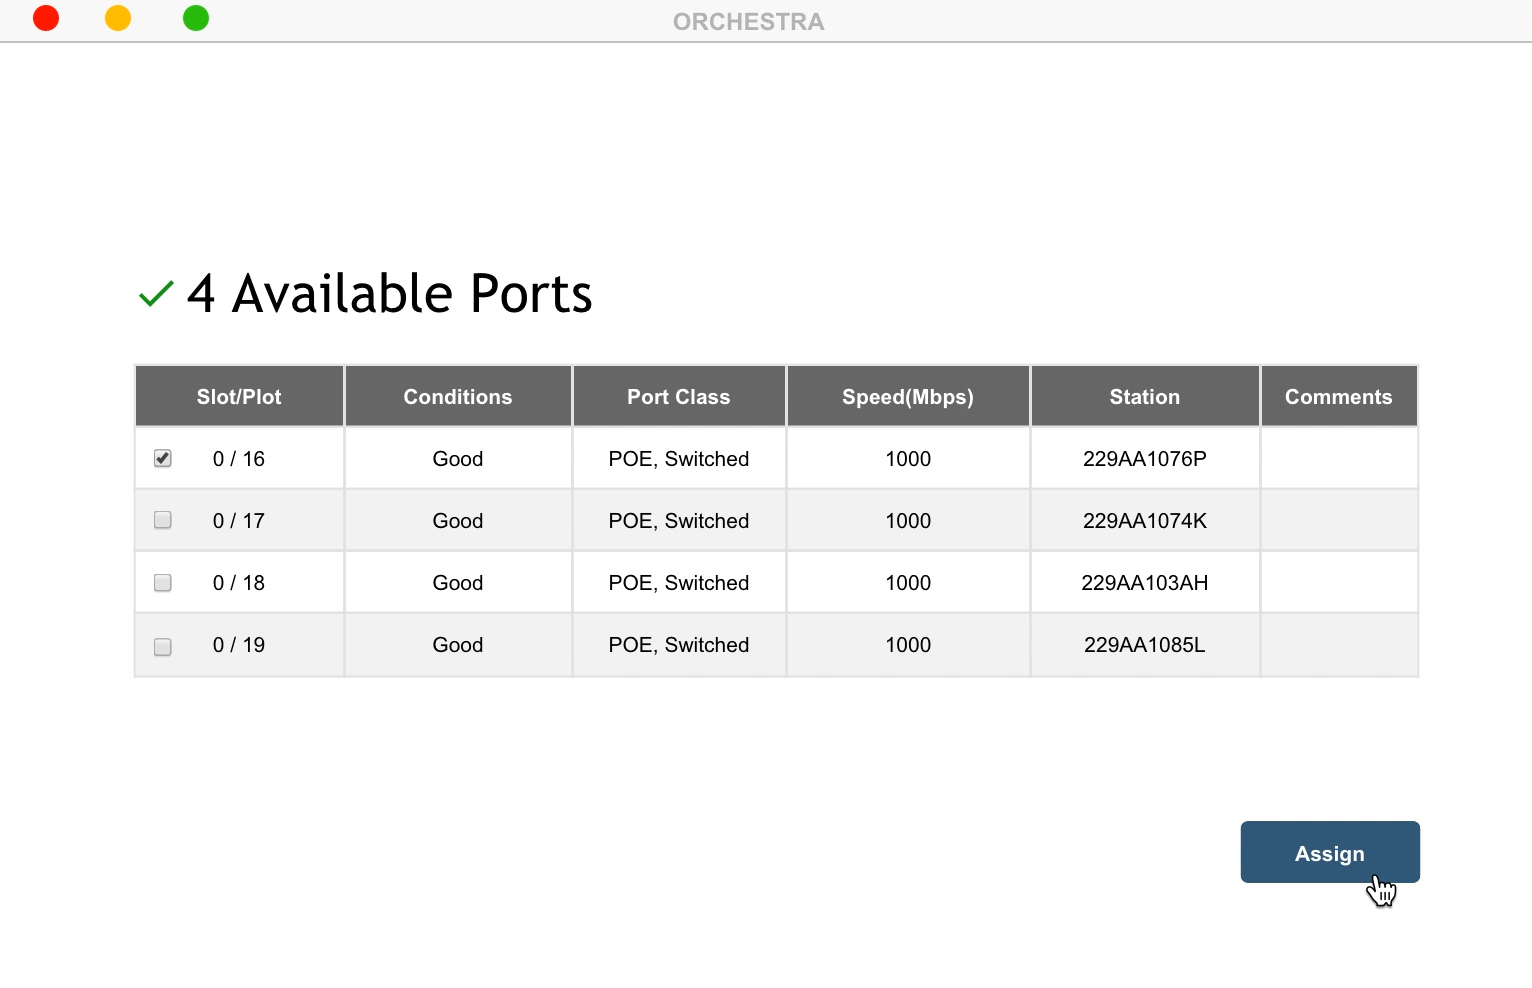 ORCHESTRA
4 Available Ports
Slot/Plot Conditions Port Class Speed(Mbps) Station Comments
0 / 16 Good POE, Switched 1000 229AA1076P
0 / 17 Good POE, Switched 1000 229AA1074K
0 / 18 Good POE, Switched 1000 229AA103AH
0 / 19 Good POE, Switched 1000 229AA1085L
Assign